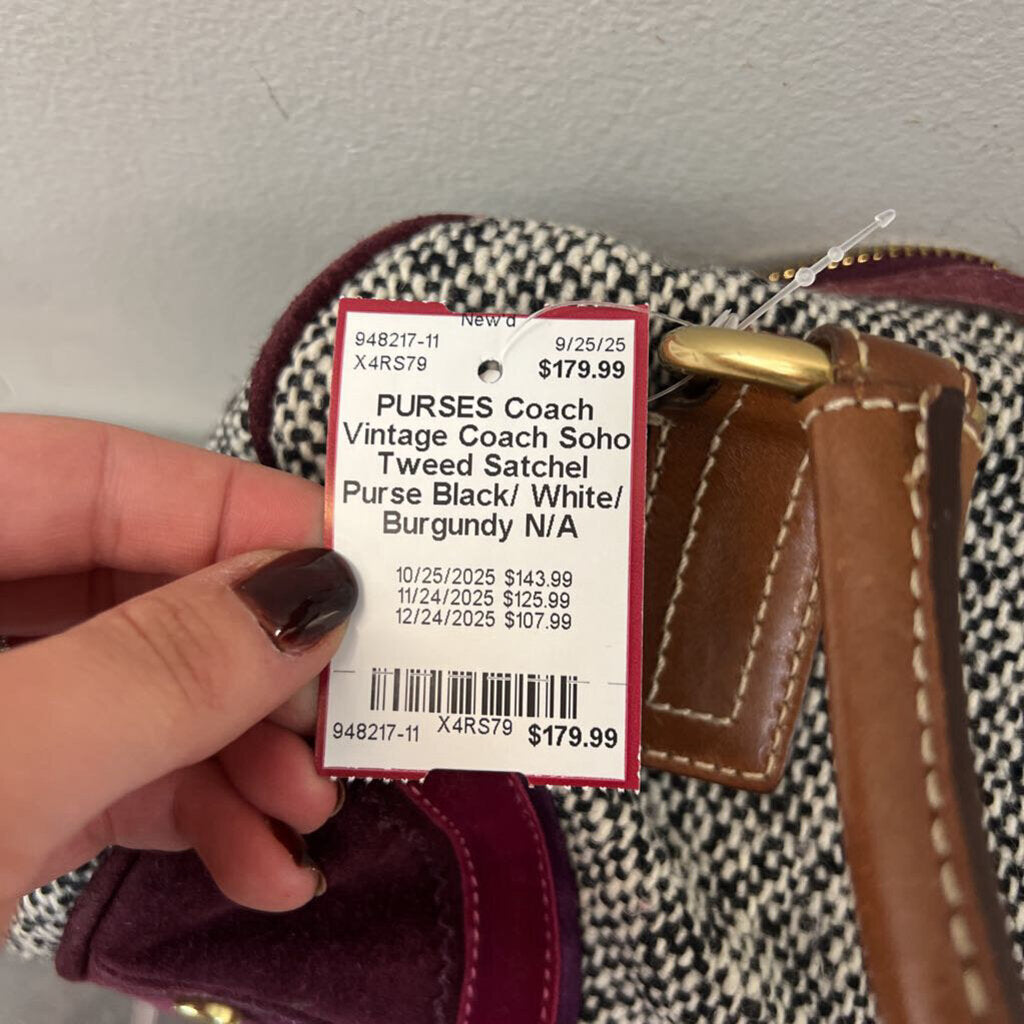 New'd
948217-11 9/25/25
X4RS79 $179.99
PURSES Coach
Vintage Coach Soho
Tweed Satchel
Purse Black/ White/
Burgundy N/A
10/25/2025 $143.99
11/24/2025 $125.99
12/24/2025 $107.99
948217-11 X4RS79 $179.99